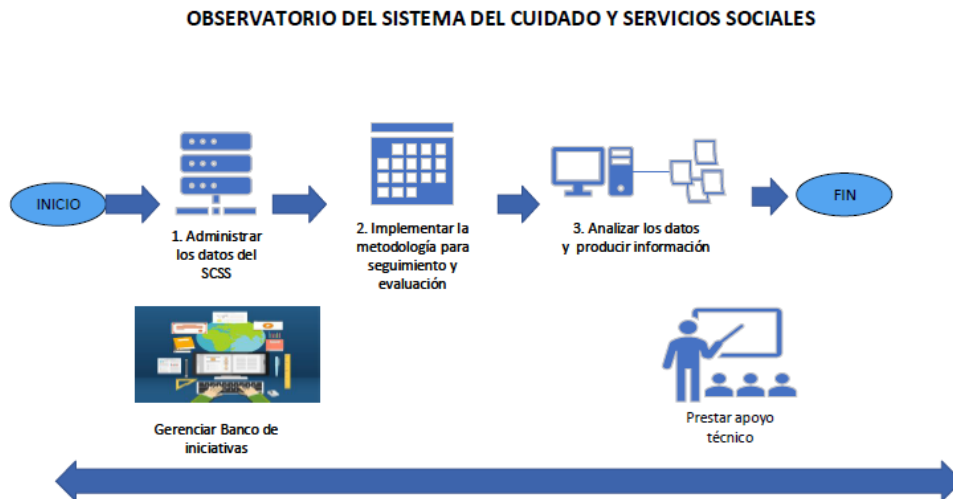 OBSERVATORIO DEL SISTEMA DEL CUIDADO Y SERVICIOS SOCIALES
INICIO
1. Administrar
los datos del
SCSS
2. Implementar la
metodología para
seguimiento y
evaluación
3. Analizar los datos
y producir información
FIN
Gerenciar Banco de
iniciativas
Prestar apoyo
técnico